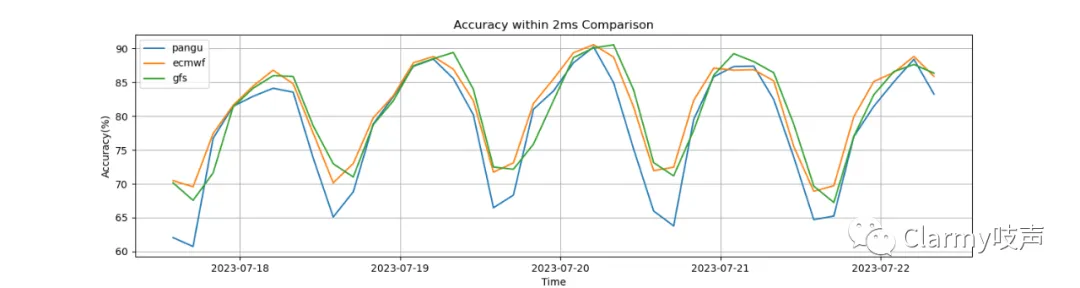 Accuracy within 2ms Comparison
pangu
ecmwf
gfs
Accuracy(%)
90
85
80
75
70
65
60
2023-07-18
2023-07-19
2023-07-20
2023-07-21
2023-07-22
Time
Clarmy吱声